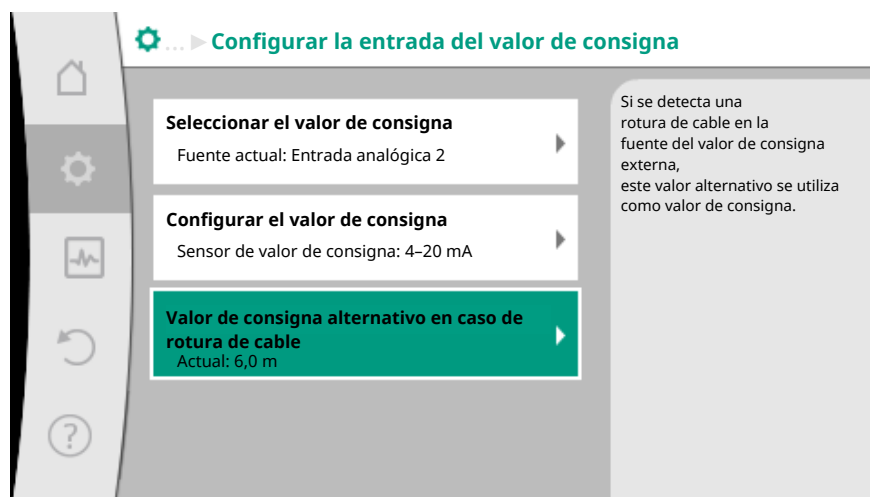 ... Configurar la entrada del valor de consigna
Seleccionar el valor de consigna
Fuente actual: Entrada analógica 2
Configurar el valor de consigna
Sensor de valor de consigna: 4–20 mA
Valor de consigna alternativo en caso de
rotura de cable
Actual: 6,0 m
Si se detecta una
rotura de cable en la
fuente del valor de consigna
externa,
este valor alternativo se utiliza
como valor de consigna.
?